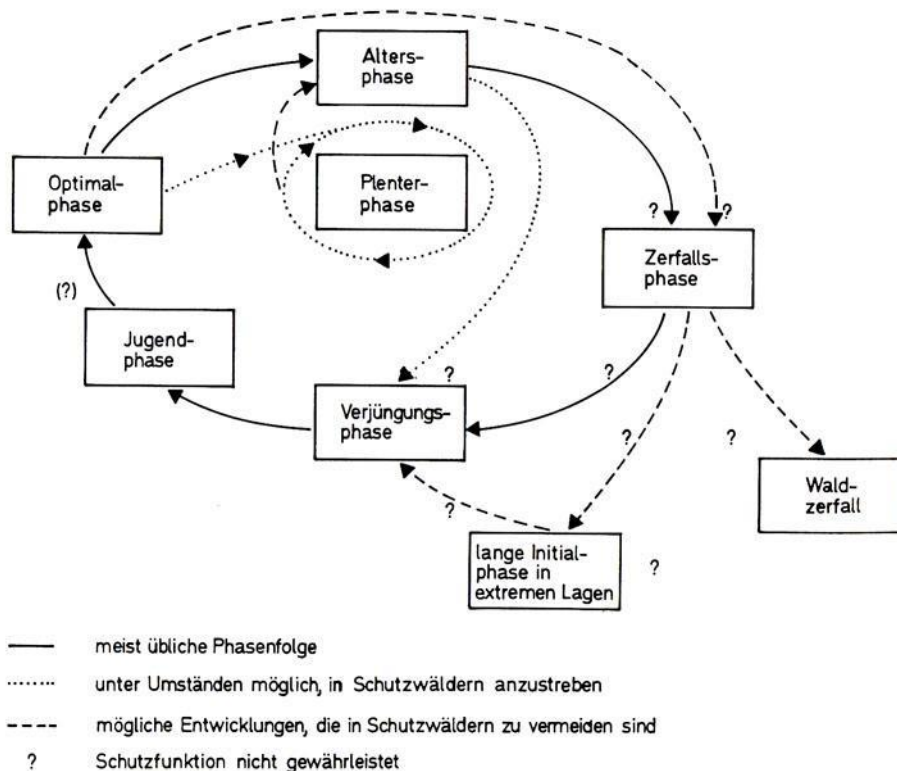 Alters-
phase
Optimal-
phase
Plenter-
phase
? ?
Zerfalls-
phase
(?)
Jugend-
phase
?
?
Verjüngungs-
phase
?
?
Wald-
zerfall
?
lange Initial-
phase in
extremen Lagen
?
meist übliche Phasenfolge
unter Umständen möglich, in Schutzwäldern anzustreben
mögliche Entwicklungen, die in Schutzwäldern zu vermeiden sind
? Schutzfunktion nicht gewährleistet